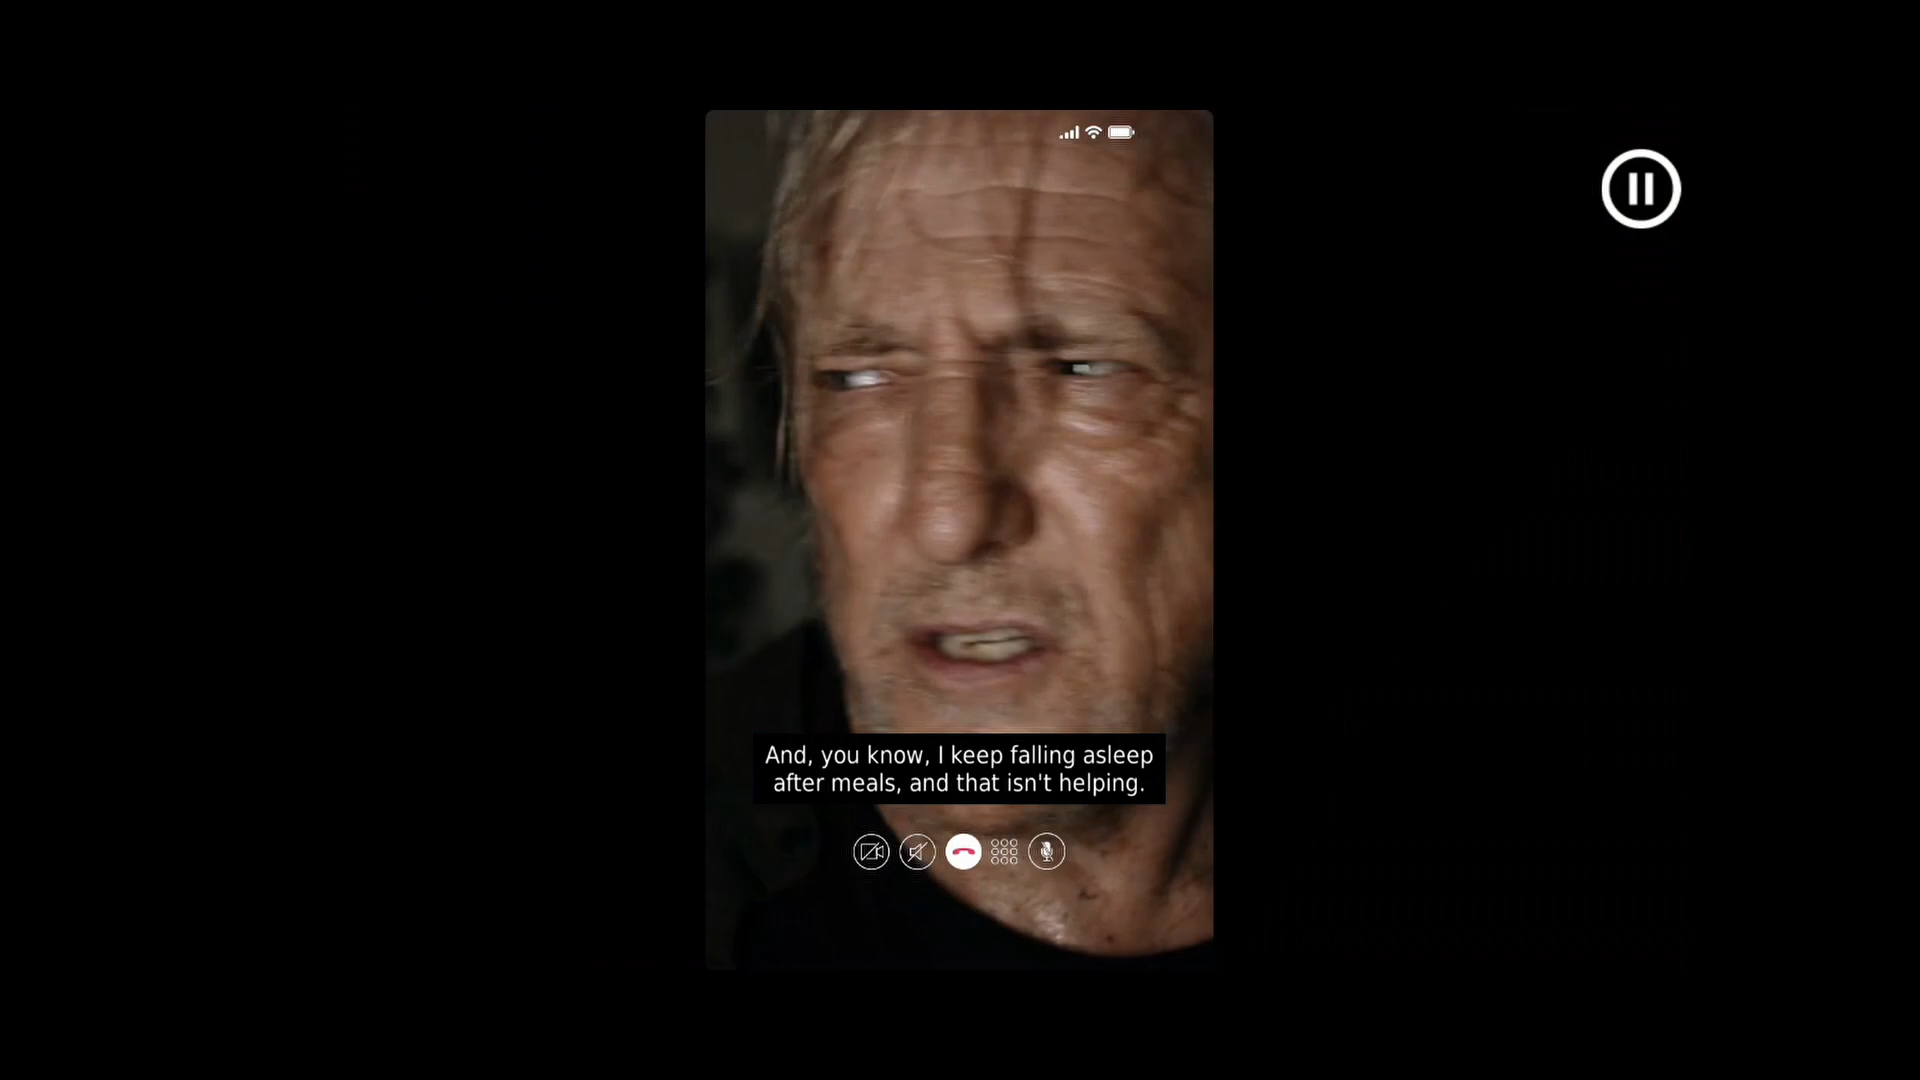 And, you know, I keep falling asleep
after meals, and that isn't helping.